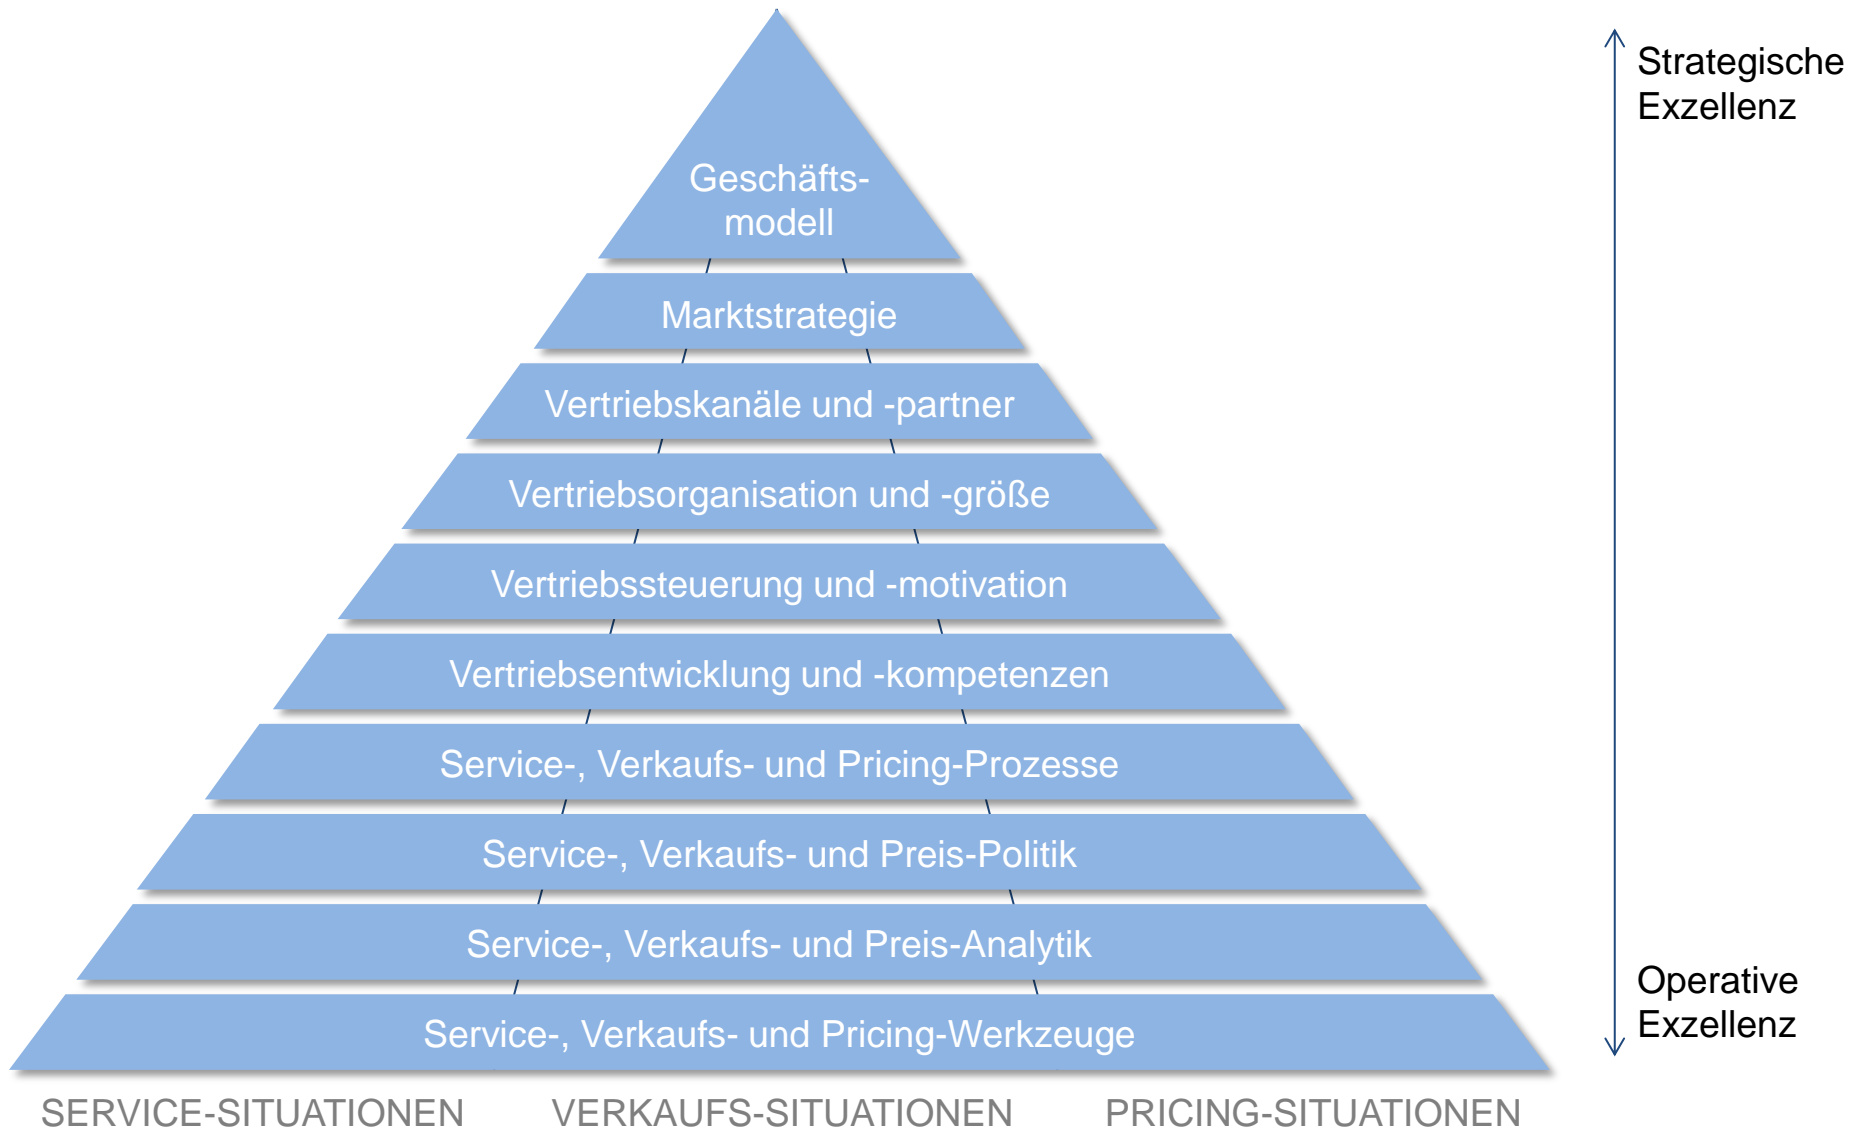 Strategische
Exzellenz
Geschäfts-
modell
Marktstrategie
Vertriebskanäle und -partner
Vertriebsorganisation und -größe
Vertriebssteuerung und -motivation
Vertriebsentwicklung und -kompetenzen
Service-, Verkaufs- und Pricing-Prozesse
Service-, Verkaufs- und Preis-Politik
Service-, Verkaufs- und Preis-Analytik
Operative
Exzellenz
Service-, Verkaufs- und Pricing-Werkzeuge
SERVICE-SITUATIONEN
VERKAUFS-SITUATIONEN
PRICING-SITUATIONEN